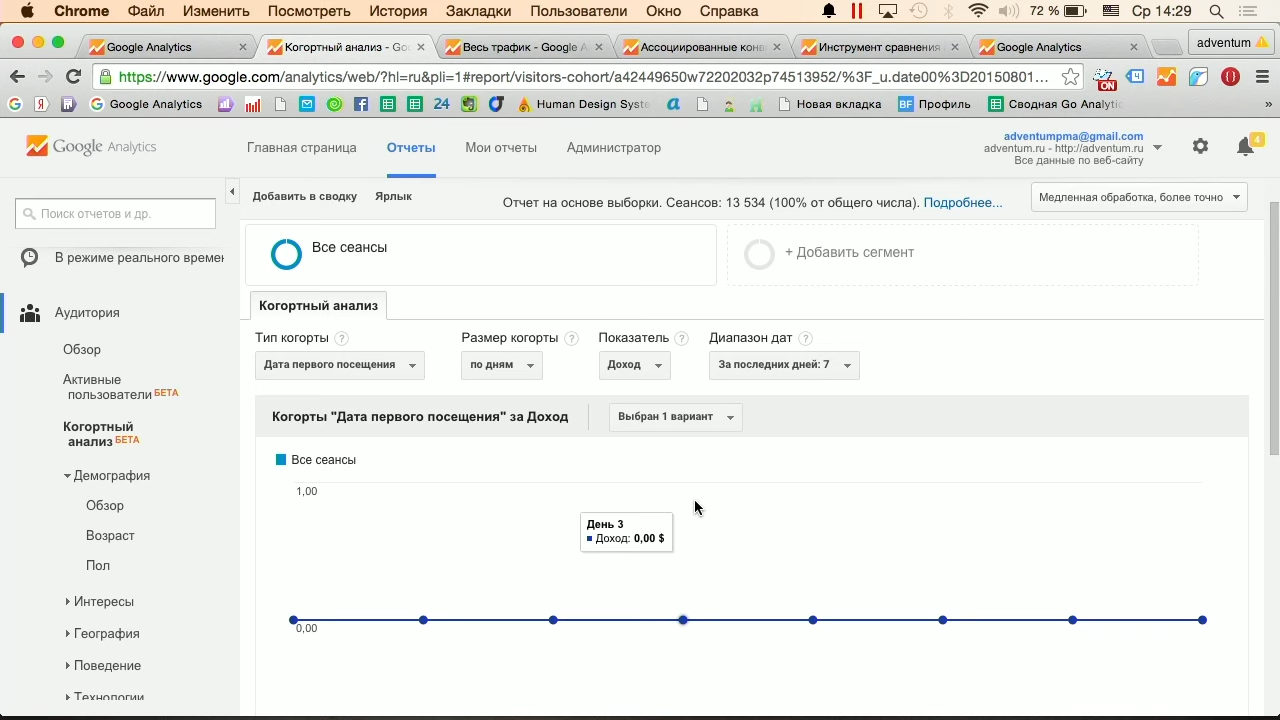 Chrome Файл Изменить Посмотреть История Закладки Пользователи Окно Справка 72 % Ср 14:29
Google Analytics
Когортный анализ - Goo
Весь трафик - Google A
Ассоциированные конв
Инструмент сравнения
Google Analytics
adventum
https://www.google.com/analytics/web/?hl=ru&pli=1#report/visitors-cohort/a42449650w72202032p74513952/%3F_u.date00%3D20150801...
ON
Google Analytics 24 Human Design Syste Новая вкладка BF Профиль Сводная Go Analytic »
Google Analytics
Главная страница Отчеты Мои отчеты Администратор
adventumpma@gmail.com
adventum.ru - http://adventum.ru
Все данные по веб-сайту
4
Поиск отчетов и др.
В режиме реального времен
Аудитория
Обзор
Активные
пользователи БЕТА
Когортный
анализ БЕТА
Демография
Обзор
Возраст
Пол
Интересы
География
Поведение
Технологии
Добавить в сводку Ярлык
Отчет на основе выборки. Сеансов: 13 534 (100% от общего числа). Подробнее...
Медленная обработка, более точно
Все сеансы
+ Добавить сегмент
Когортный анализ
Тип когорты ? Размер когорты ? Показатель ? Диапазон дат ?
Дата первого посещения по дням Доход За последних дней: 7
Когорты "Дата первого посещения" за Доход Выбран 1 вариант
Все сеансы
1,00
День 3
Доход: 0,00 $
0,00